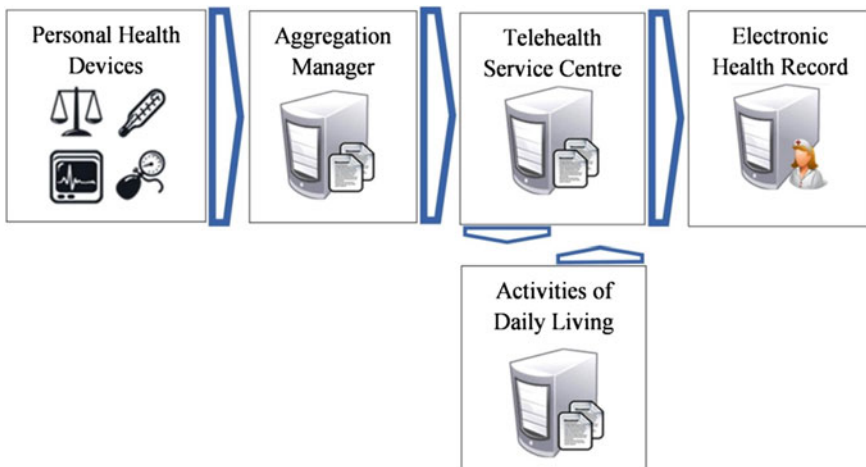 Personal Health
Devices
Aggregation
Manager
Telehealth
Service Centre
Electronic
Health Record
Activities of
Daily Living